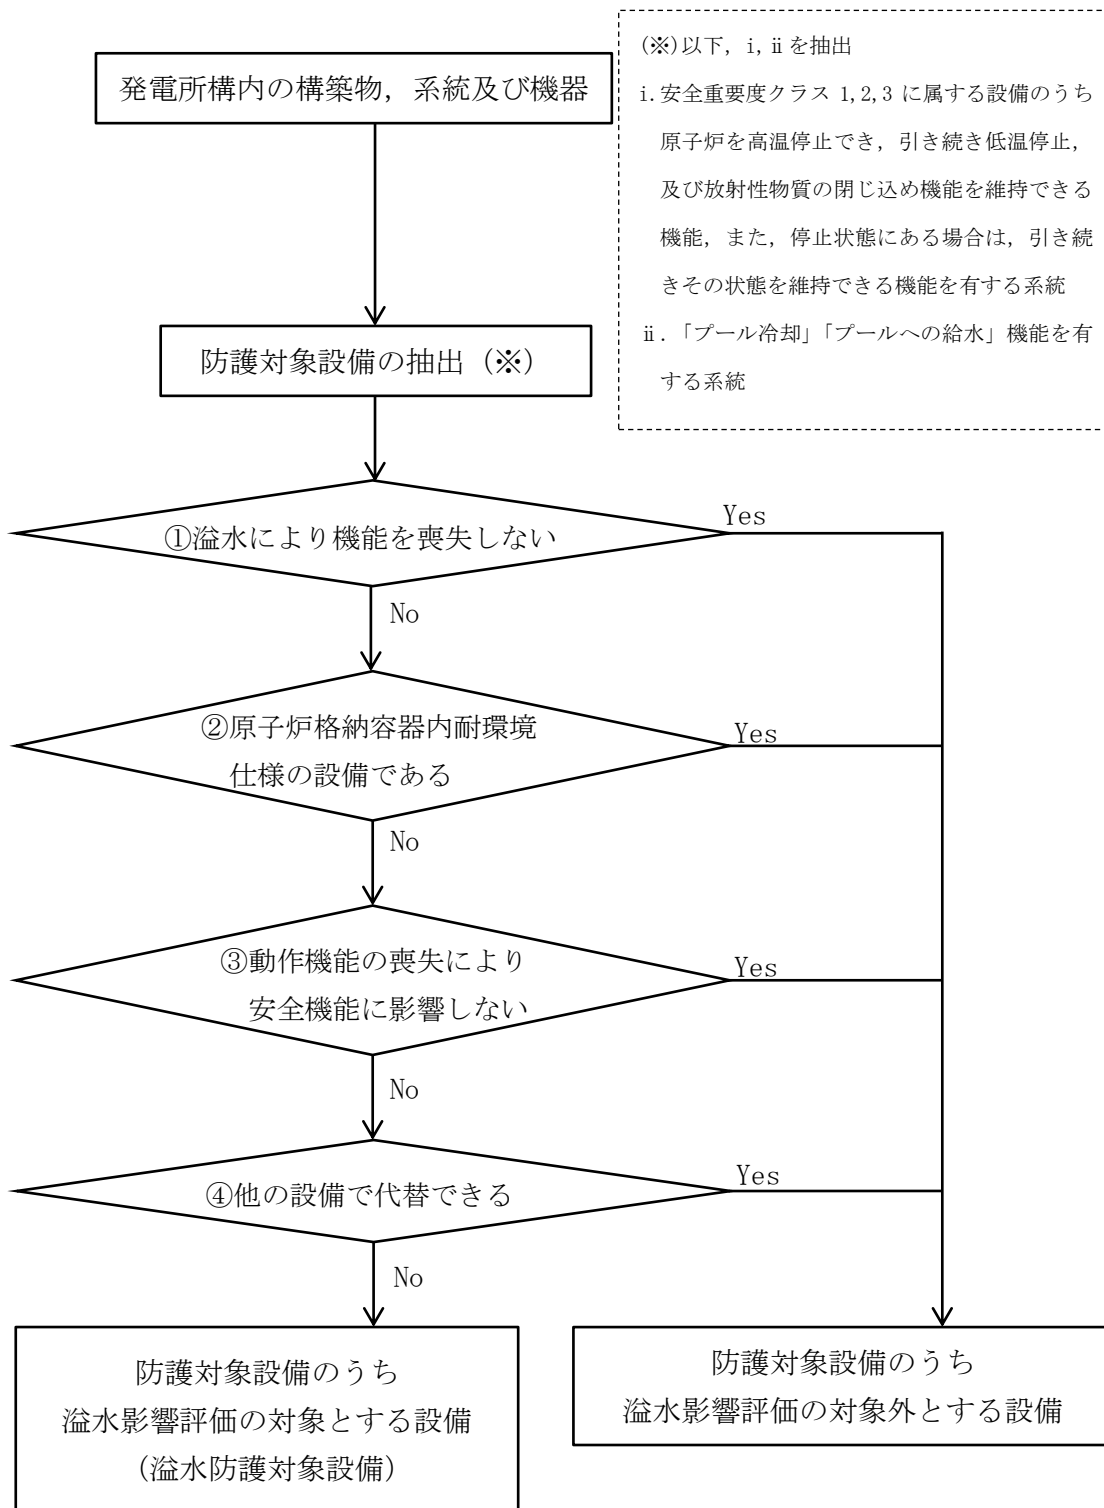 発電所構内の構築物，系統及び機器
(※)以下，ⅰ,ⅱを抽出
ⅰ.安全重要度クラス 1,2,3 に属する設備のうち
原子炉を高温停止でき，引き続き低温停止，
及び放射性物質の閉じ込め機能を維持できる
機能，また，停止状態にある場合は，引き続
きその状態を維持できる機能を有する系統
ⅱ.「プール冷却」「プールへの給水」機能を有
する系統
防護対象設備の抽出（※）
①溢水により機能を喪失しない
Yes
No
②原子炉格納容器内耐環境
仕様の設備である
Yes
No
③動作機能の喪失により
安全機能に影響しない
Yes
No
④他の設備で代替できる
Yes
No
防護対象設備のうち
溢水影響評価の対象とする設備
（溢水防護対象設備）
防護対象設備のうち
溢水影響評価の対象外とする設備